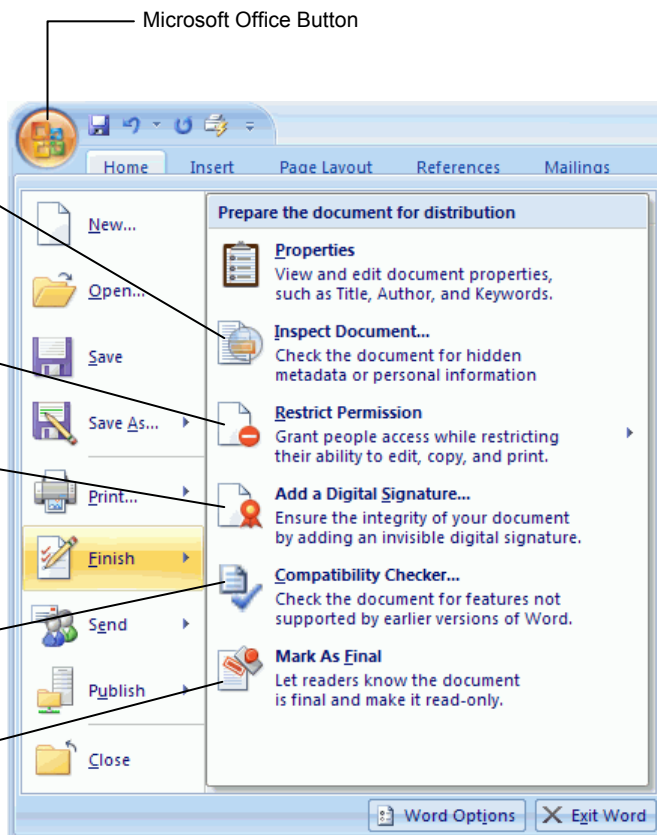 Microsoft Office Button
Home Insert Page Layout References Mailings
New...
Open...
Save
Save As...
Print...
Finish
Send
Publish
Close
Prepare the document for distribution
Properties
View and edit document properties,
such as Title, Author, and Keywords.
Inspect Document...
Check the document for hidden
metadata or personal information
Restrict Permission
Grant people access while restricting
their ability to edit, copy, and print.
Add a Digital Signature...
Ensure the integrity of your document
by adding an invisible digital signature.
Compatibility Checker...
Check the document for features not
supported by earlier versions of Word.
Mark As Final
Let readers know the document
is final and make it read-only.
Word Options Exit Word